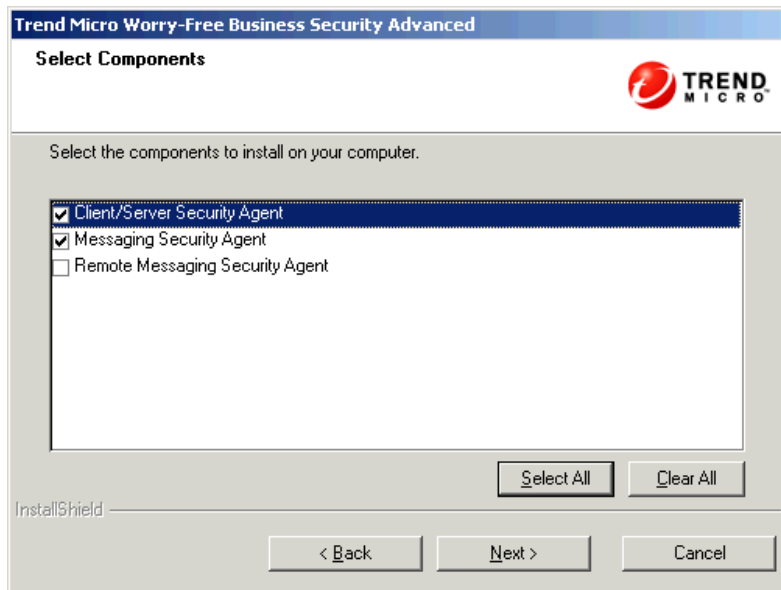 Trend Micro Worry-Free Business Security Advanced
Select Components
TREND
MICRO™
Select the components to install on your computer.
Client/Server Security Agent
Messaging Security Agent
Remote Messaging Security Agent
Select All
Clear All
InstallShield
< Back
Next >
Cancel